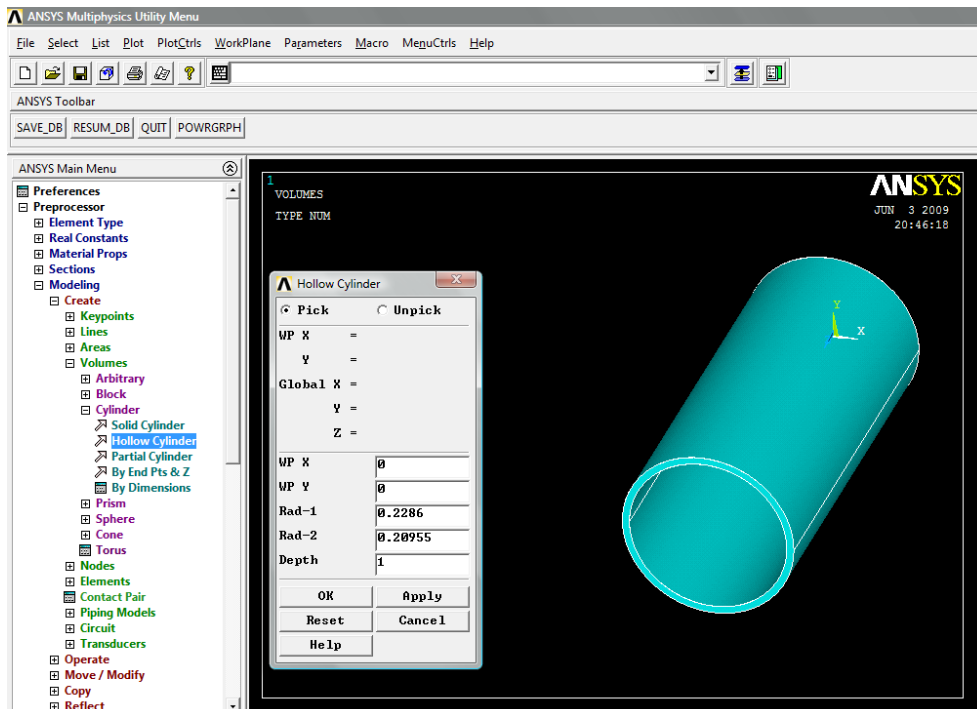 ANSYS Multiphysics Utility Menu
File Select List Plot PlotCtrls WorkPlane Parameters Macro MenuCtrls Help
ANSYS Toolbar
SAVE_DB RESUM_DB QUIT POWRGRPH
ANSYS Main Menu
Preferences
Preprocessor
Element Type
Real Constants
Material Props
Sections
Modeling
Create
Keypoints
Lines
Areas
Volumes
Arbitrary
Block
Cylinder
Solid Cylinder
Hollow Cylinder
Partial Cylinder
By End Pts & Z
By Dimensions
Prism
Sphere
Cone
Torus
Nodes
Elements
Contact Pair
Piping Models
Circuit
Transducers
Operate
Move / Modify
Copy
Reflect
1
VOLUMES
TYPE NUM
ANSYS
JUN 3 2009
20:46:18
Y
X
Hollow Cylinder
Pick Unpick
WP X =
Y =
Global X =
Y =
Z =
WP X 0
WP Y 0
Rad-1 0.2286
Rad-2 0.20955
Depth 1
OK Apply
Reset Cancel
Help